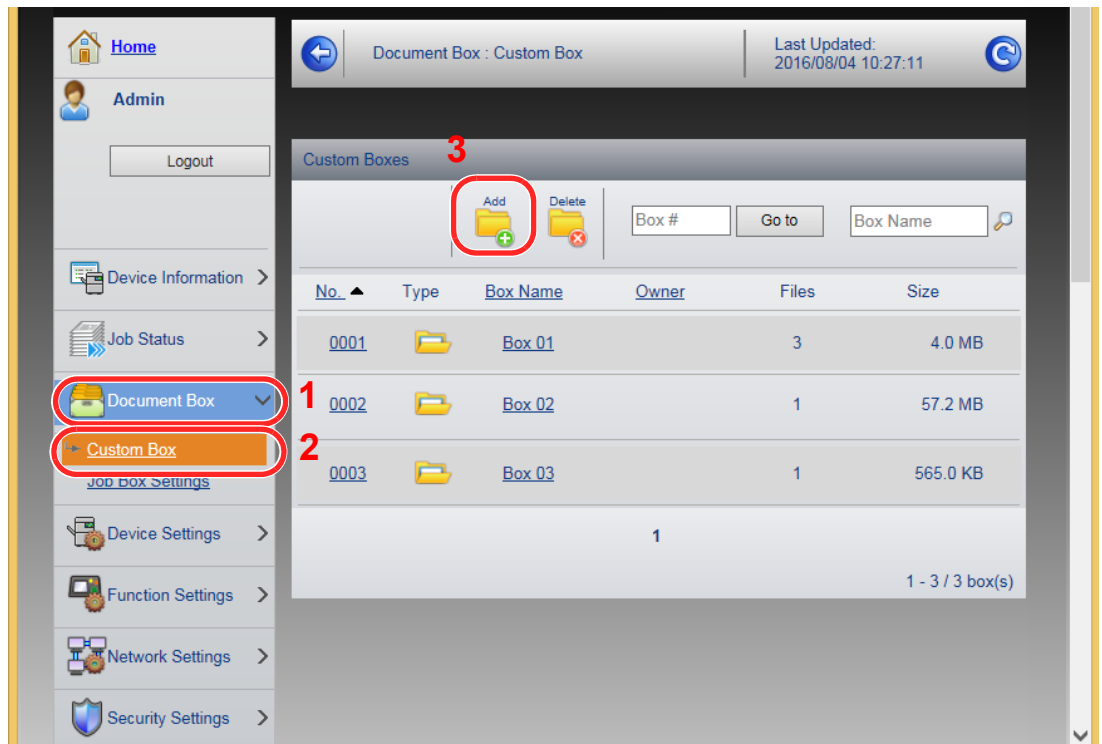 Home
Document Box : Custom Box
Last Updated:
2016/08/04 10:27:11
Admin
Logout
Custom Boxes
3
Add
Delete
Box #
Go to
Box Name
Device Information
No. Type Box Name Owner Files Size
Job Status
0001 Box 01 3 4.0 MB
Document Box
1
0002 Box 02 1 57.2 MB
Custom Box
2
Job Box Settings
0003 Box 03 1 565.0 KB
Device Settings
1
Function Settings
1 - 3 / 3 box(s)
Network Settings
Security Settings